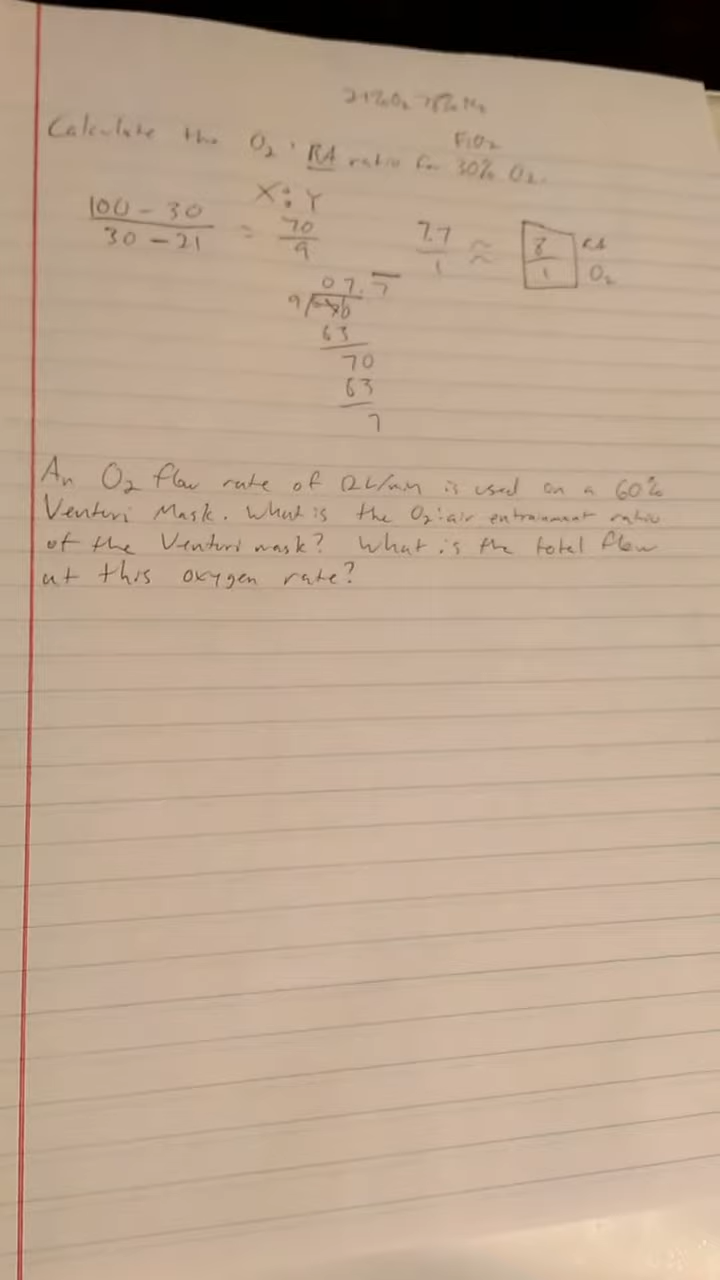 21%O₂ 78%N₂
FiO₂
Calculate the O₂ : RA ratio for 30% O₂.
X : Y
100 - 30 / 30 - 21 = 70 / 9
7.7 / 1 ≈ 8 / 1 RA O₂
07.7
9
63
70
63
7
An O₂ flow rate of 12L/min is used on a 60%
Venturi Mask. What is the O₂:air entrainment ratio
of the Venturi mask? What is the total flow
at this oxygen rate?